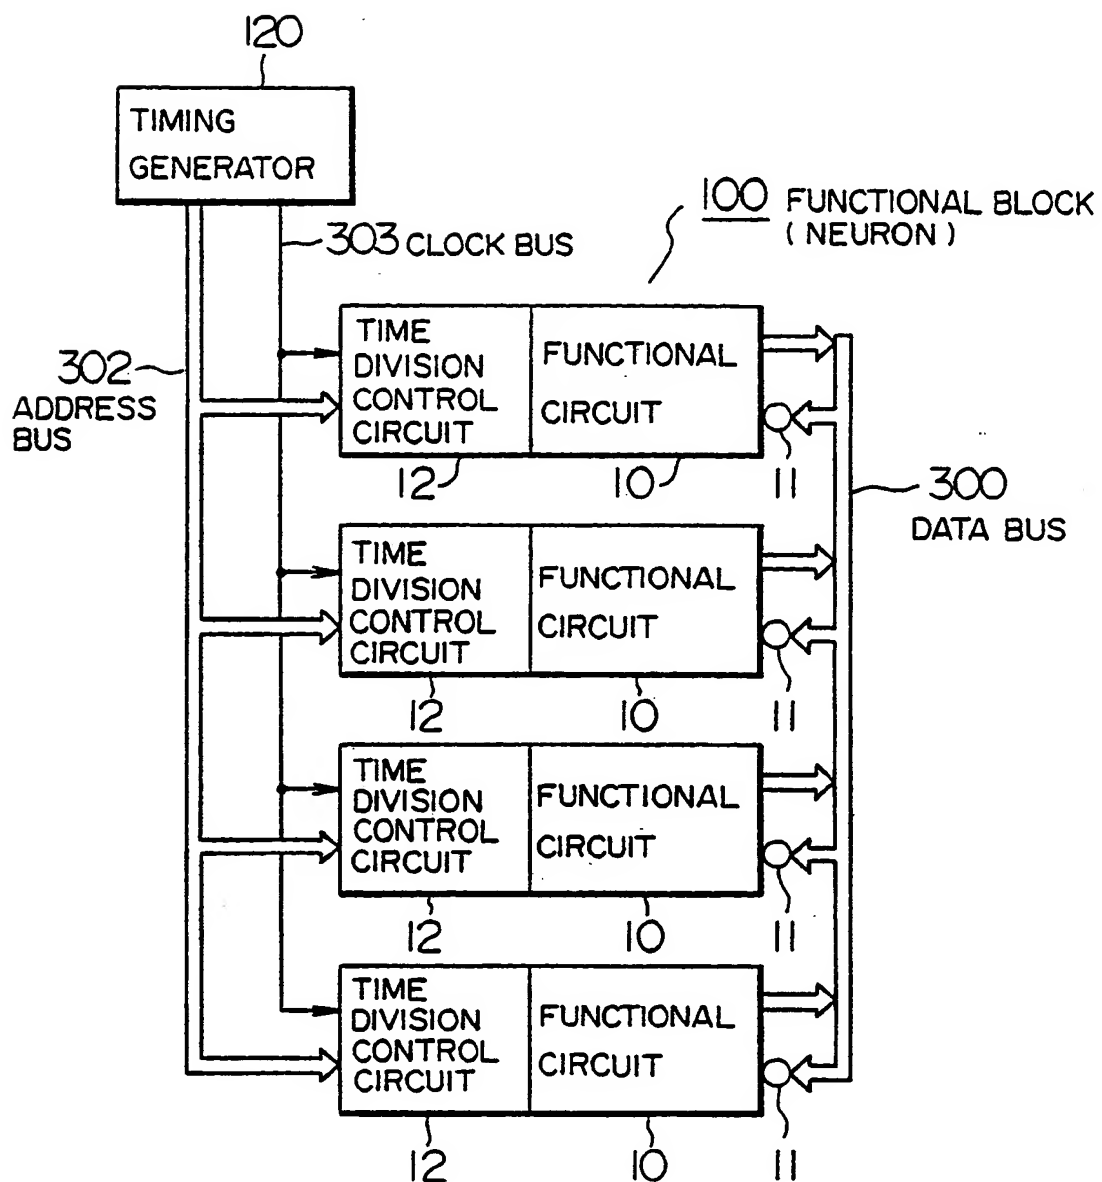 120
TIMING
GENERATOR
100 FUNCTIONAL BLOCK
(NEURON)
303 CLOCK BUS
302
ADDRESS
BUS
TIME
DIVISION
CONTROL
CIRCUIT
FUNCTIONAL
CIRCUIT
12
10
11
300
DATA BUS
TIME
DIVISION
CONTROL
CIRCUIT
FUNCTIONAL
CIRCUIT
12
10
11
TIME
DIVISION
CONTROL
CIRCUIT
FUNCTIONAL
CIRCUIT
12
10
11
TIME
DIVISION
CONTROL
CIRCUIT
FUNCTIONAL
CIRCUIT
12
10
11